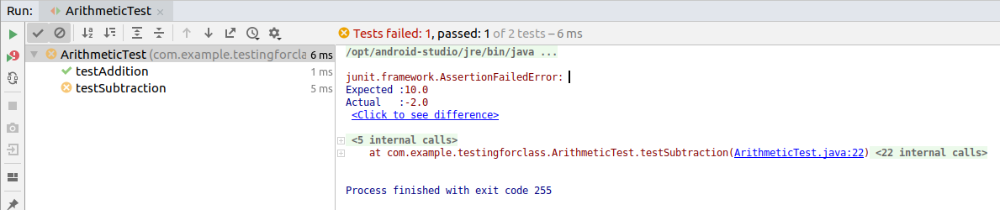 Run: ArithmeticTest
Tests failed: 1, passed: 1 of 2 tests – 6 ms
ArithmeticTest (com.example.testingforcla 6 ms
testAddition 1 ms
testSubtraction 5 ms
/opt/android-studio/jre/bin/java ...
junit.framework.AssertionFailedError:
Expected :10.0
Actual   :-2.0
<Click to see difference>
<5 internal calls>
at com.example.testingforclass.ArithmeticTest.testSubtraction(ArithmeticTest.java:22) <22 internal calls>
Process finished with exit code 255